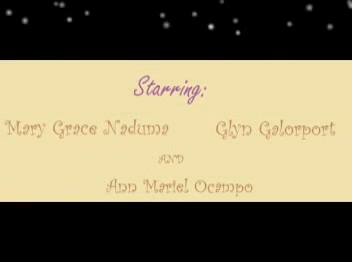 Starring:
Mary Grace Naduma Glyn Galorport
AND
Ann Mariel Ocampo